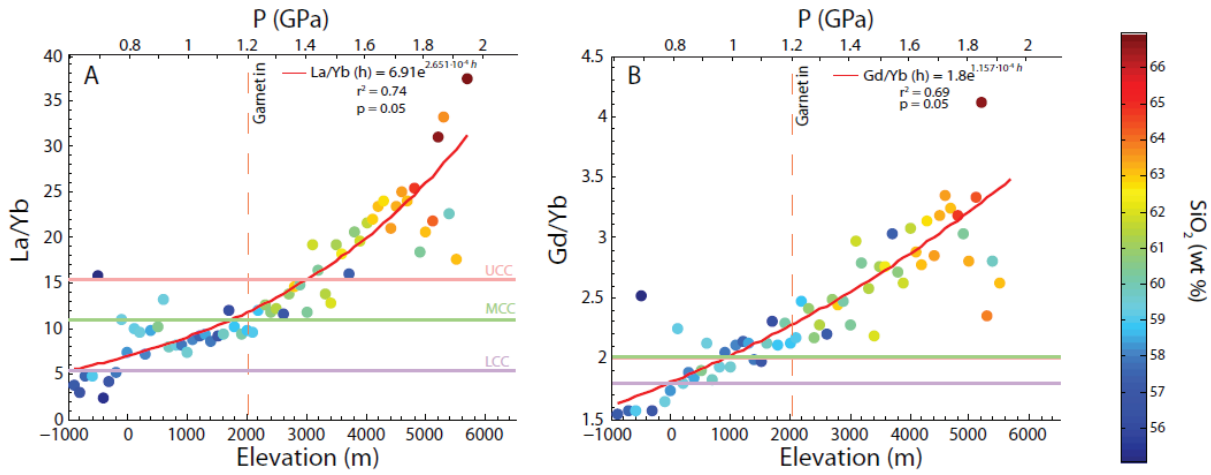 P (GPa)
0.8 1 1.2 1.4 1.6 1.8 2
A
La/Yb (h) = 6.91e^2.651·10⁻⁴ h
r² = 0.74
p = 0.05
Garnet in
UCC
MCC
LCC
La/Yb
40
35
30
25
20
15
10
5
0
−1000 0 1000 2000 3000 4000 5000 6000
Elevation (m)
P (GPa)
0.8 1 1.2 1.4 1.6 1.8 2
B
Gd/Yb (h) = 1.8e^1.157·10⁻⁴ h
r² = 0.69
p = 0.05
Garnet in
Gd/Yb
4.5
4
3.5
3
2.5
2
1.5
−1000 0 1000 2000 3000 4000 5000 6000
Elevation (m)
66
65
64
63
62
61
60
59
58
57
56
SiO₂ (wt %)